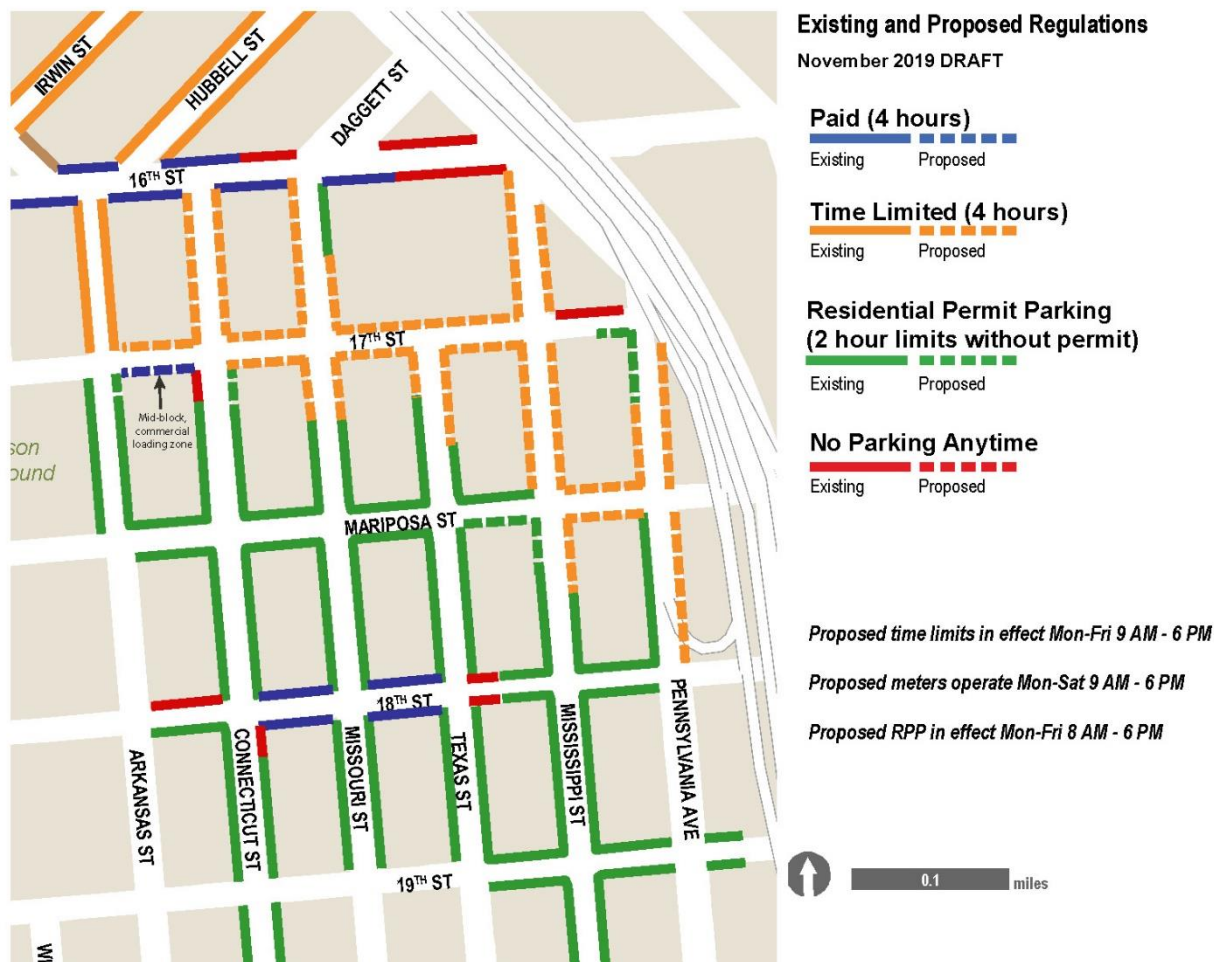 Existing and Proposed Regulations
November 2019 DRAFT
Paid (4 hours)
Existing Proposed
Time Limited (4 hours)
Existing Proposed
Residential Permit Parking
(2 hour limits without permit)
Existing Proposed
No Parking Anytime
Existing Proposed
Proposed time limits in effect Mon-Fri 9 AM - 6 PM
Proposed meters operate Mon-Sat 9 AM - 6 PM
Proposed RPP in effect Mon-Fri 8 AM - 6 PM
0.1 miles
IRWIN ST
HUBBELL ST
DAGGETT ST
16TH ST
17TH ST
Mid-block,
commercial
loading zone
son
ound
MARIPOSA ST
18TH ST
ARKANSAS ST
CONNECTICUT ST
MISSOURI ST
TEXAS ST
MISSISSIPPI ST
PENNSYLVANIA AVE
19TH ST
WI